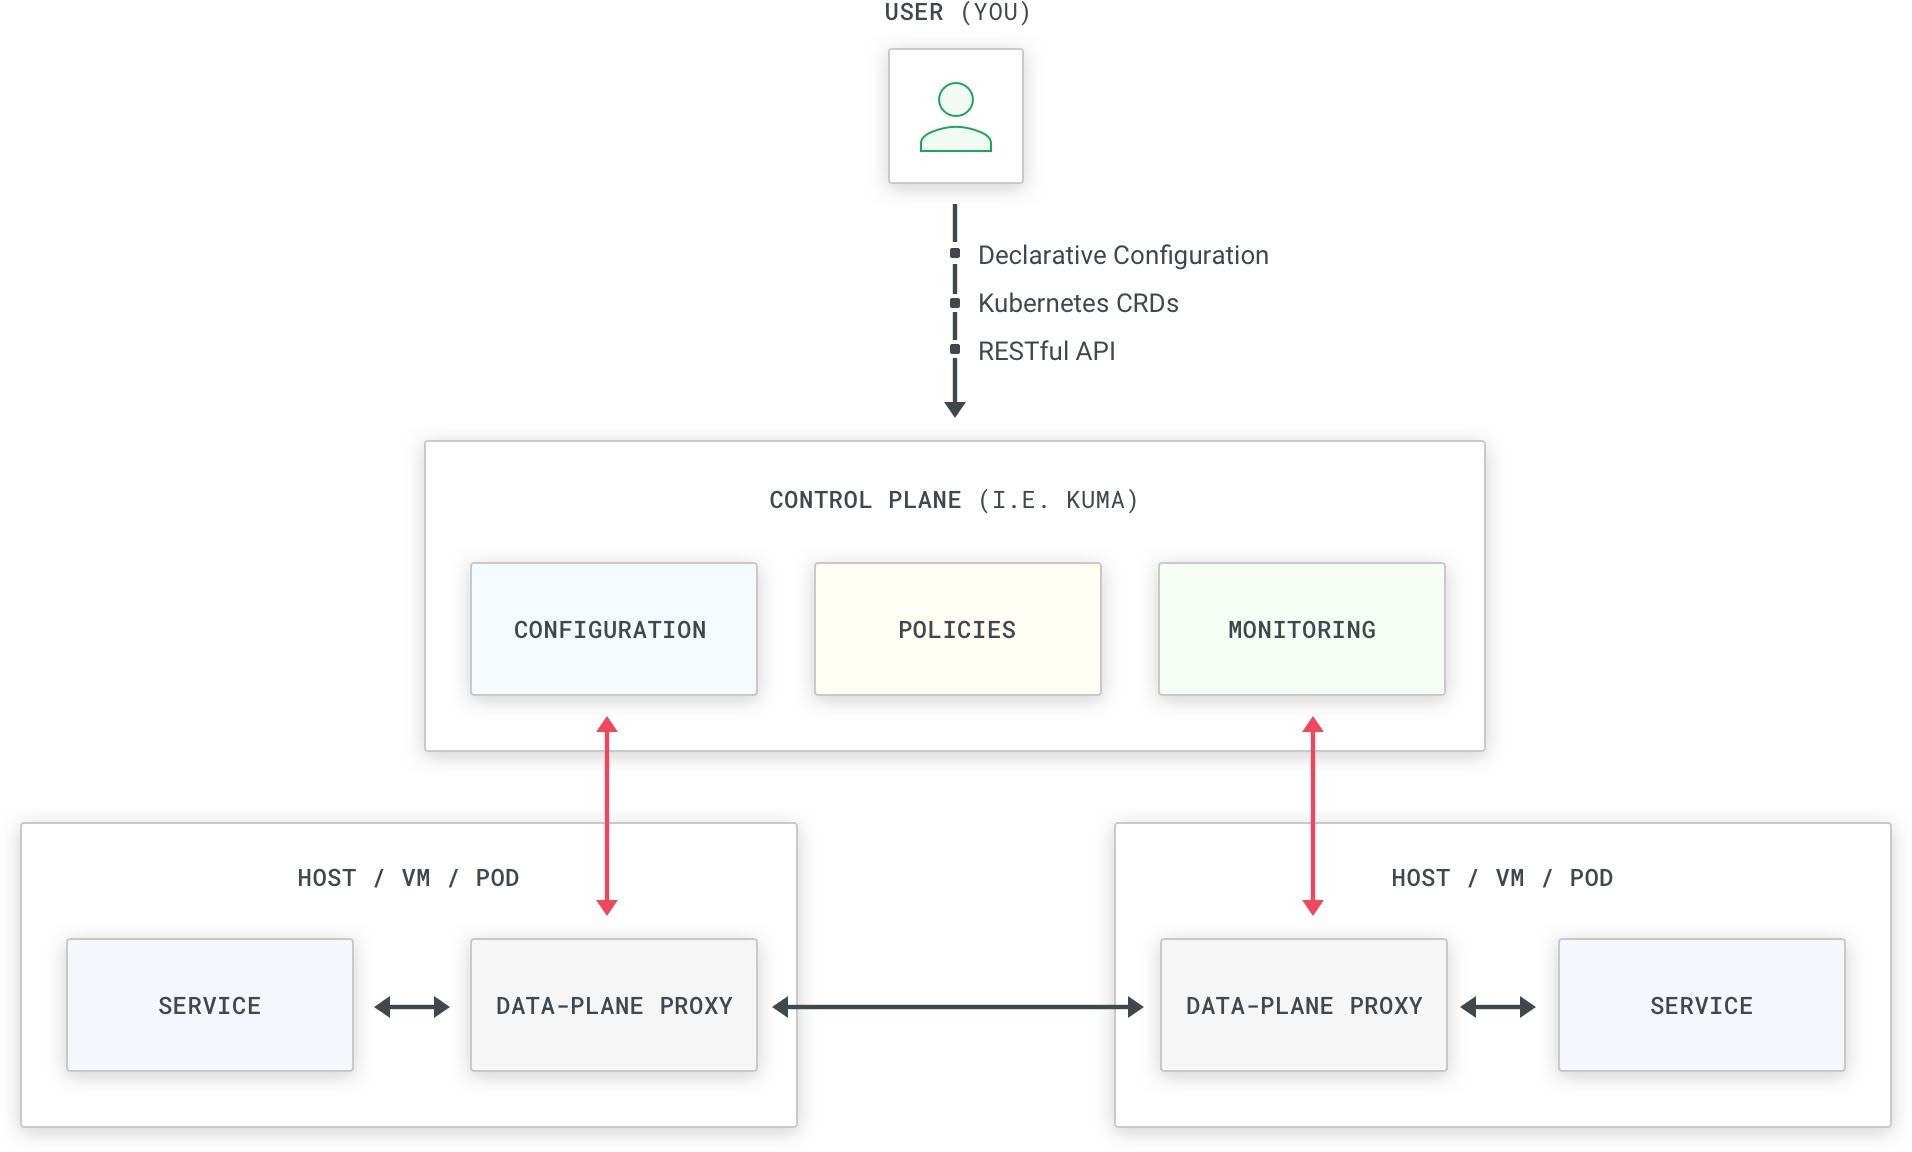 USER (YOU)
Declarative Configuration
Kubernetes CRDs
RESTful API
CONTROL PLANE (I.E. KUMA)
CONFIGURATION
POLICIES
MONITORING
HOST / VM / POD
SERVICE
DATA-PLANE PROXY
HOST / VM / POD
DATA-PLANE PROXY
SERVICE